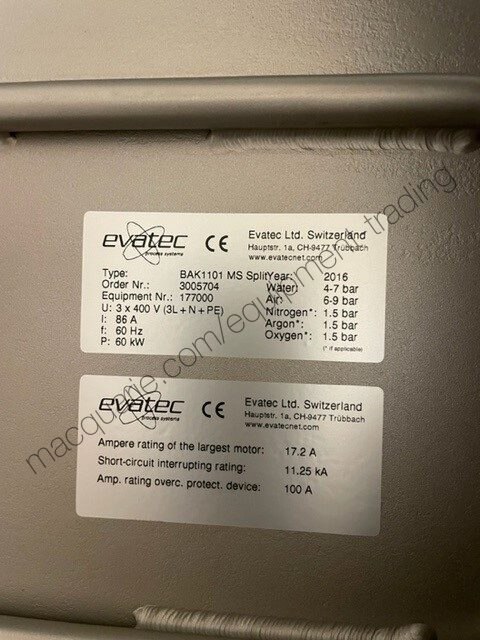 evatec
process systems
CE
Evatec Ltd. Switzerland
Hauptstr. 1a, CH-9477 Trübbach
www.evatecnet.com
Type: BAK1101 MS Split
Order Nr.: 3005704
Equipment Nr.: 177000
U: 3 x 400 V (3L+N+PE)
I: 86 A
f: 60 Hz
P: 60 kW
Year: 2016
Water: 4-7 bar
Air: 6-9 bar
Nitrogen*: 1.5 bar
Argon*: 1.5 bar
Oxygen*: 1.5 bar
(* if applicable)
evatec
process systems
CE
Evatec Ltd. Switzerland
Hauptstr. 1a, CH-9477 Trübbach
www.evatecnet.com
Ampere rating of the largest motor: 17.2 A
Short-circuit interrupting rating: 11.25 kA
Amp. rating overc. protect. device: 100 A
macquarie.com/equipment-trading